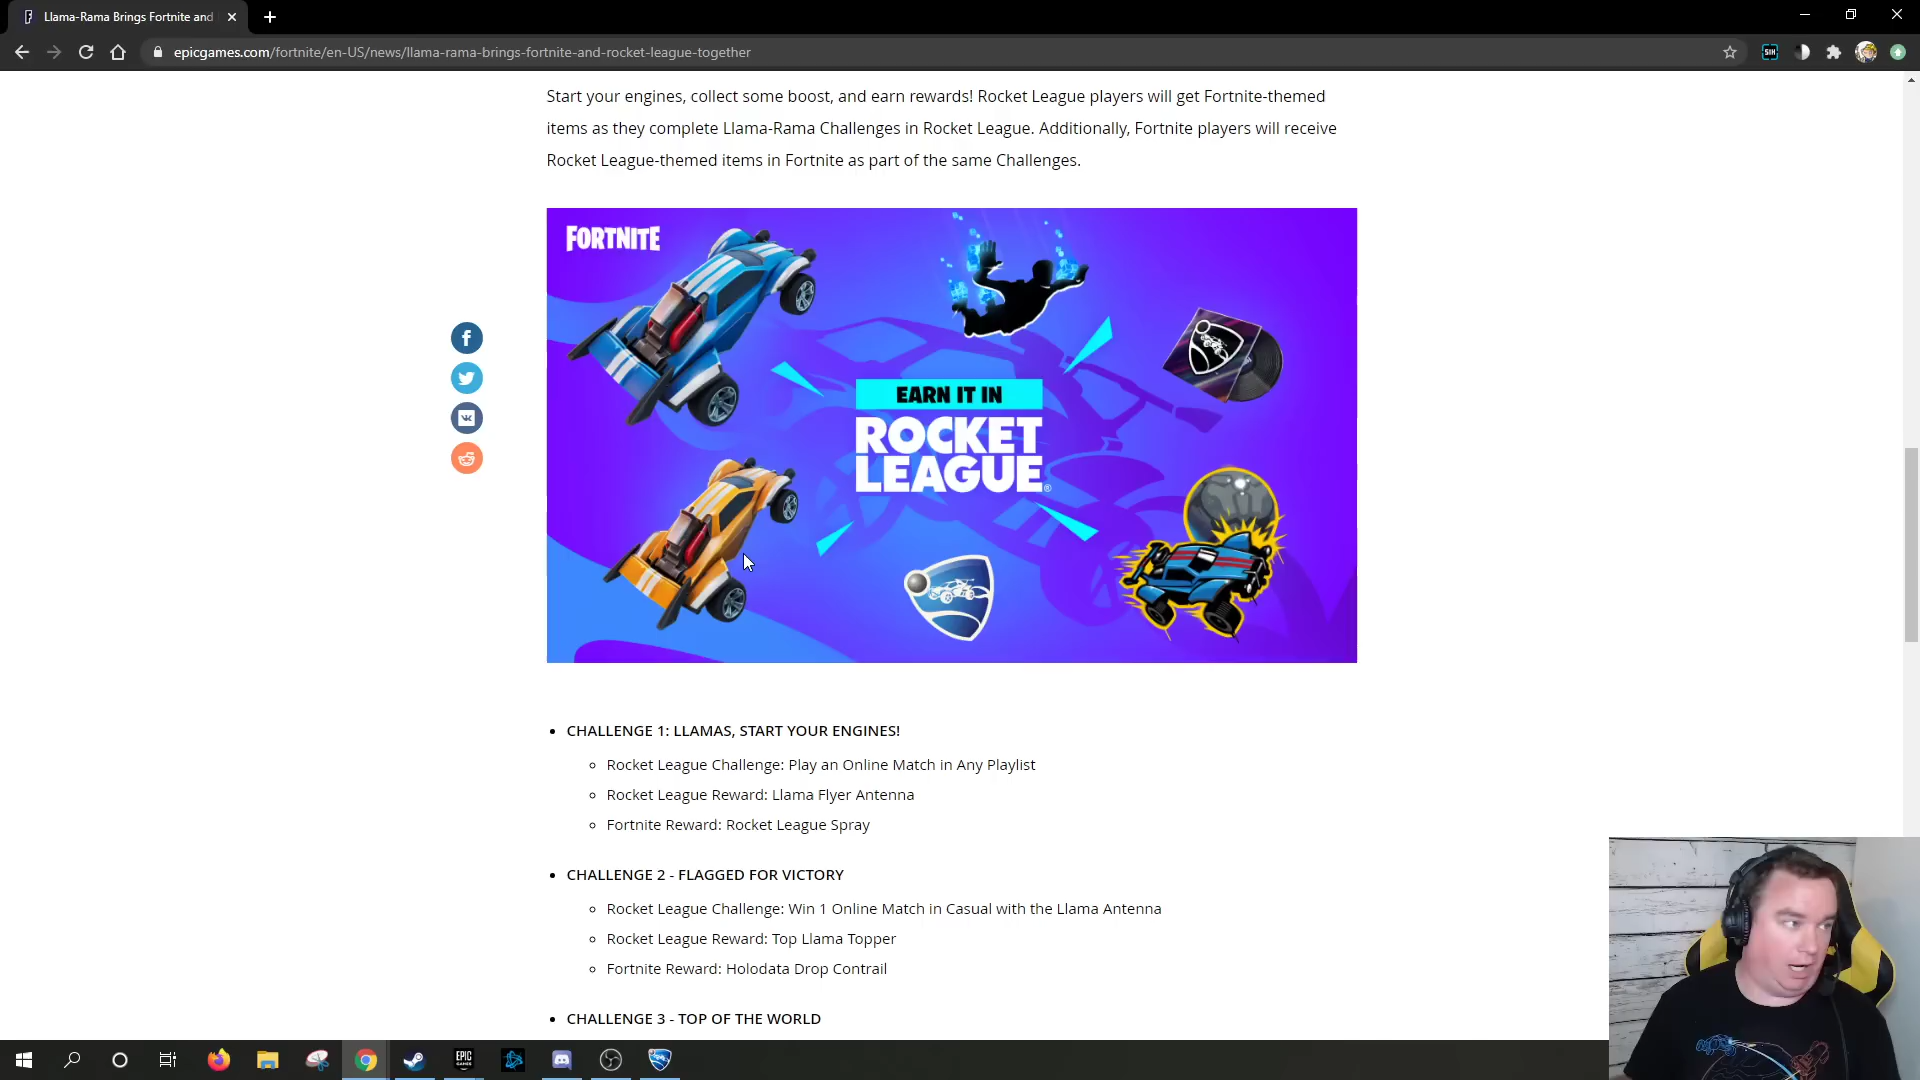 Llama-Rama Brings Fortnite and
epicgames.com/fortnite/en-US/news/llama-rama-brings-fortnite-and-rocket-league-together
SIH
Start your engines, collect some boost, and earn rewards! Rocket League players will get Fortnite-themed
items as they complete Llama-Rama Challenges in Rocket League. Additionally, Fortnite players will receive
Rocket League-themed items in Fortnite as part of the same Challenges.
FORTNITE
EARN IT IN
ROCKET
LEAGUE®
CHALLENGE 1: LLAMAS, START YOUR ENGINES!
Rocket League Challenge: Play an Online Match in Any Playlist
Rocket League Reward: Llama Flyer Antenna
Fortnite Reward: Rocket League Spray
CHALLENGE 2 - FLAGGED FOR VICTORY
Rocket League Challenge: Win 1 Online Match in Casual with the Llama Antenna
Rocket League Reward: Top Llama Topper
Fortnite Reward: Holodata Drop Contrail
CHALLENGE 3 - TOP OF THE WORLD
EPIC
GAMES